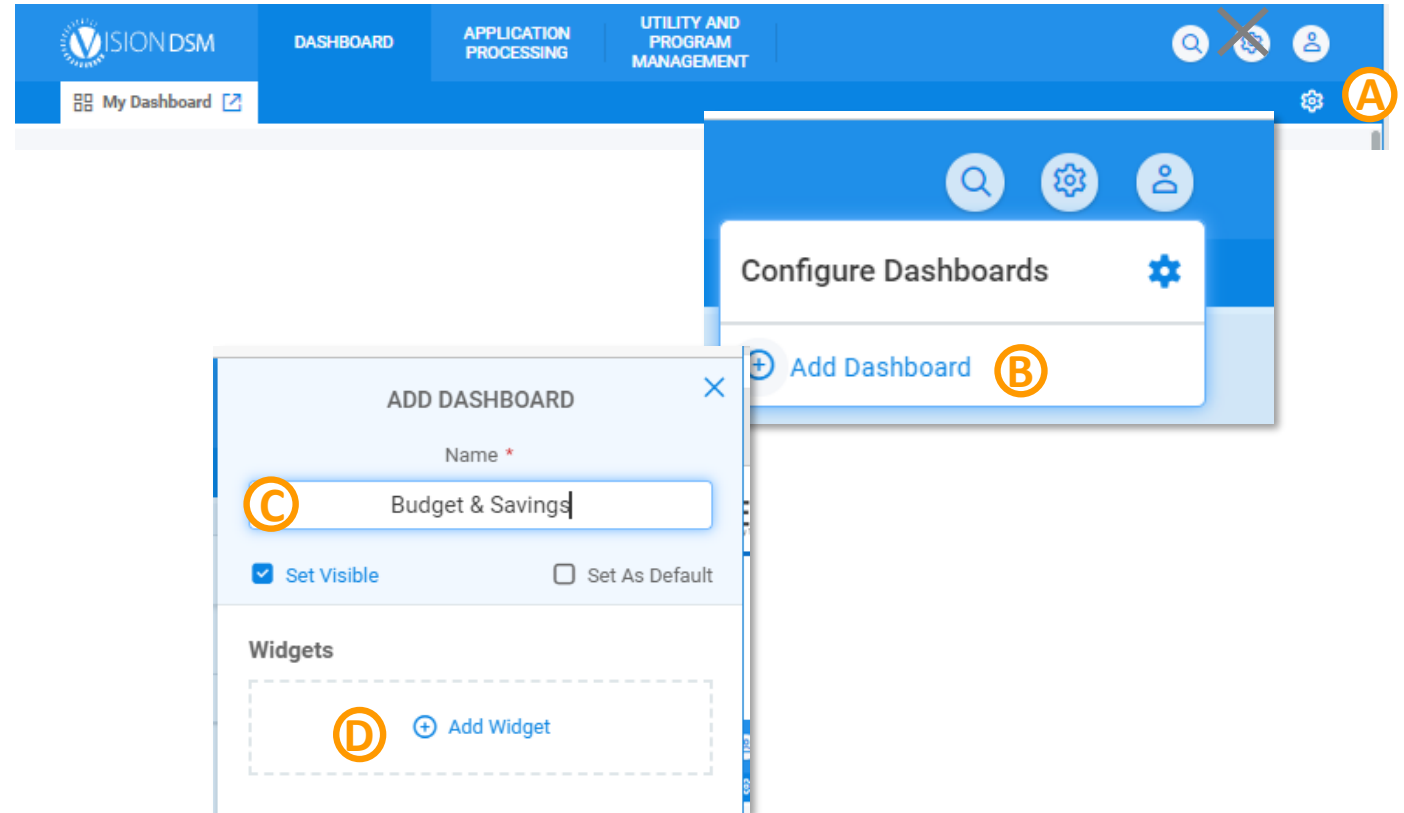 VISION DSM
DASHBOARD
APPLICATION
PROCESSING
UTILITY AND
PROGRAM
MANAGEMENT
My Dashboard
A
Configure Dashboards
Add Dashboard
B
ADD DASHBOARD
Name *
C
Budget & Savings
Set Visible
Set As Default
Widgets
D
Add Widget